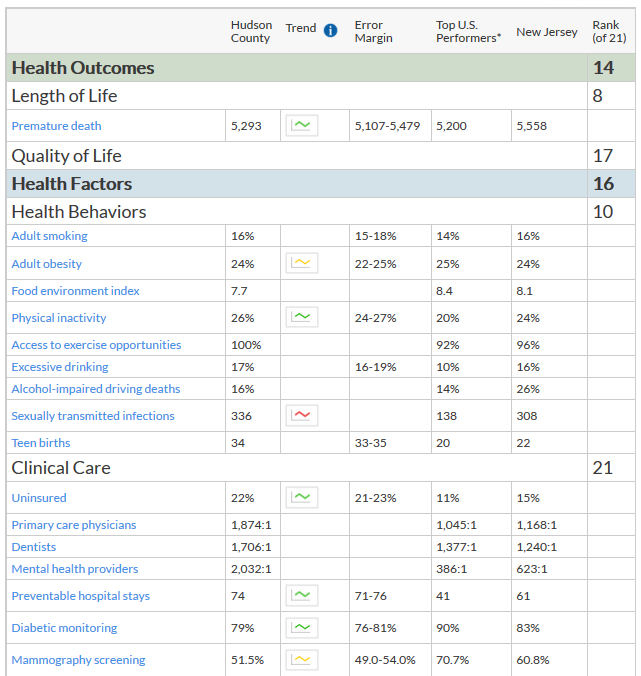 Hudson County Trend i Error Margin Top U.S. Performers* New Jersey Rank (of 21)
Health Outcomes 14
Length of Life 8
Premature death 5,293 5,107-5,479 5,200 5,558
Quality of Life 17
Health Factors 16
Health Behaviors 10
Adult smoking 16% 15-18% 14% 16%
Adult obesity 24% 22-25% 25% 24%
Food environment index 7.7 8.4 8.1
Physical inactivity 26% 24-27% 20% 24%
Access to exercise opportunities 100% 92% 96%
Excessive drinking 17% 16-19% 10% 16%
Alcohol-impaired driving deaths 16% 14% 26%
Sexually transmitted infections 336 138 308
Teen births 34 33-35 20 22
Clinical Care 21
Uninsured 22% 21-23% 11% 15%
Primary care physicians 1,874:1 1,045:1 1,168:1
Dentists 1,706:1 1,377:1 1,240:1
Mental health providers 2,032:1 386:1 623:1
Preventable hospital stays 74 71-76 41 61
Diabetic monitoring 79% 76-81% 90% 83%
Mammography screening 51.5% 49.0-54.0% 70.7% 60.8%